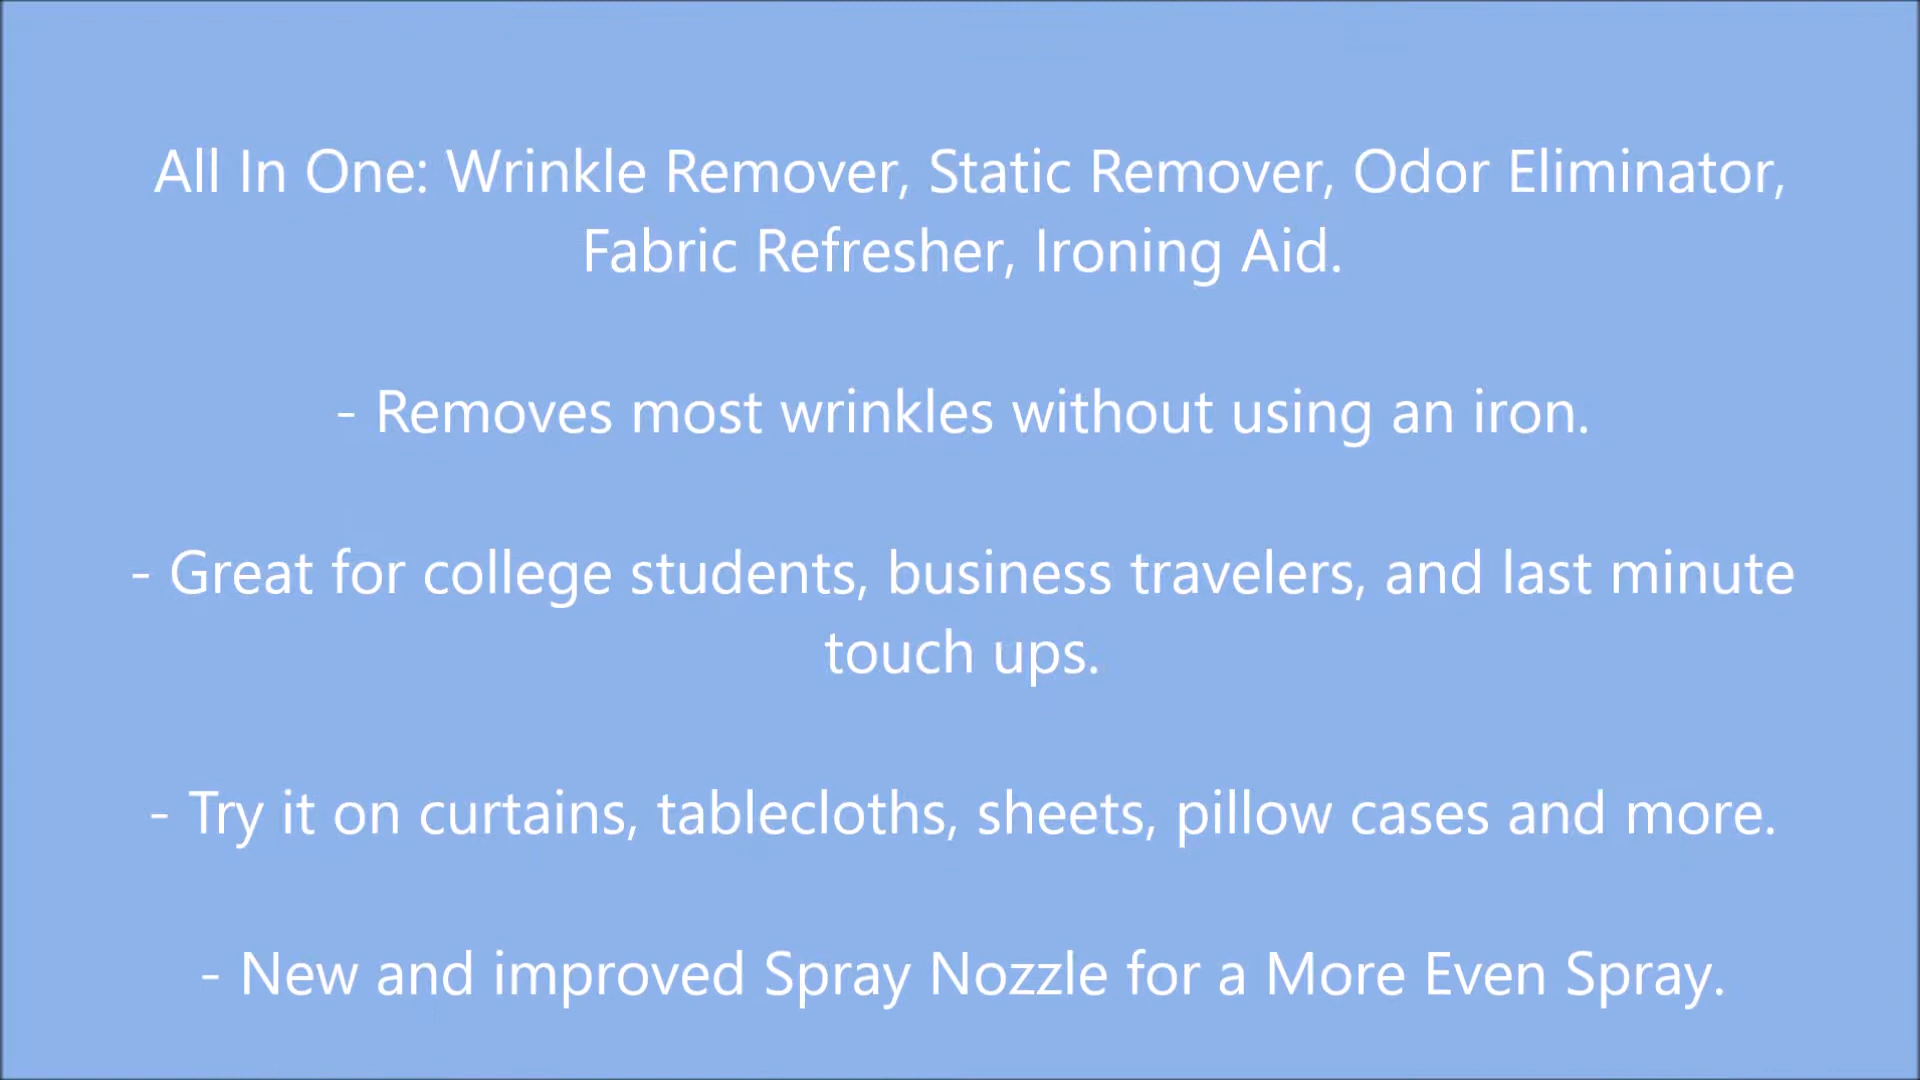 All In One: Wrinkle Remover, Static Remover, Odor Eliminator,
Fabric Refresher, Ironing Aid.
- Removes most wrinkles without using an iron.
- Great for college students, business travelers, and last minute
touch ups.
- Try it on curtains, tablecloths, sheets, pillow cases and more.
- New and improved Spray Nozzle for a More Even Spray.